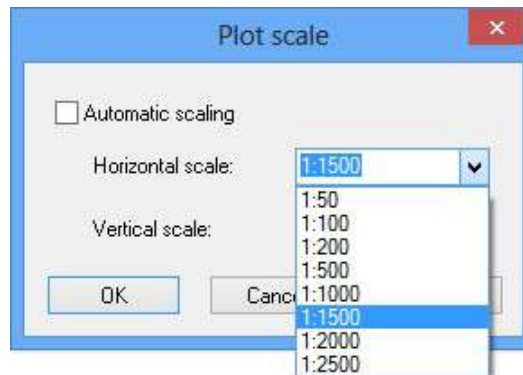 Plot scale
Automatic scaling
Horizontal scale: 1:1500
1:50
1:100
Vertical scale: 1:200
1:500
OK Canc 1:1000
1:1500
1:2000
1:2500